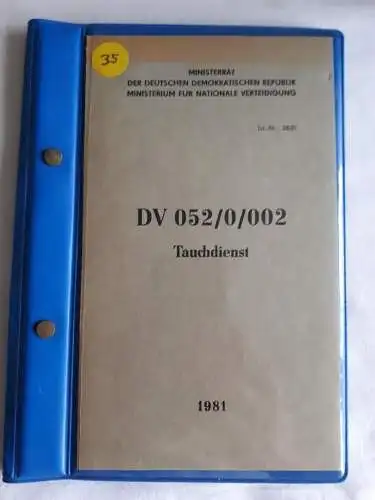 35
MINISTERRAT
DER DEUTSCHEN DEMOKRATISCHEN REPUBLIK
MINISTERIUM FÜR NATIONALE VERTEIDIGUNG
DV 052/0/002
Tauchdienst
1981